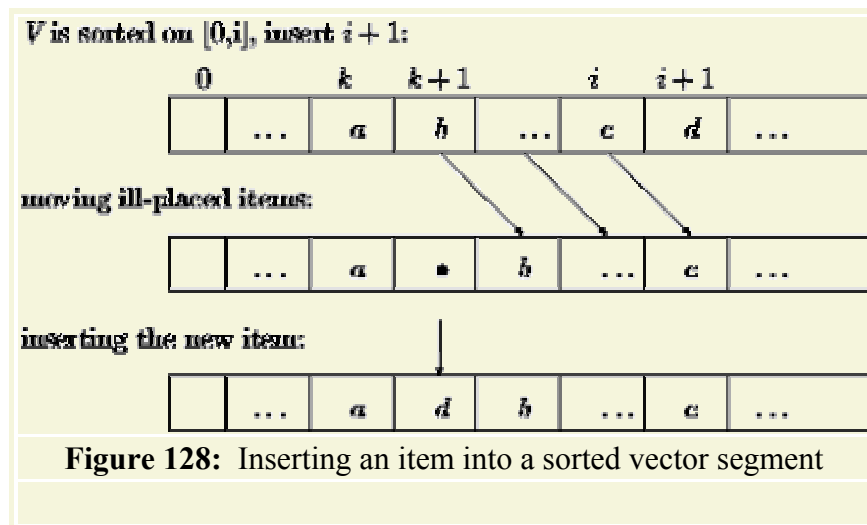 V is sorted on [0,i], insert i + 1:
0 k k + 1 i i + 1
... a b ... c d ...
moving ill-placed items:
... a • b ... c ...
inserting the new item:
... a d b ... c ...
Figure 128: Inserting an item into a sorted vector segment